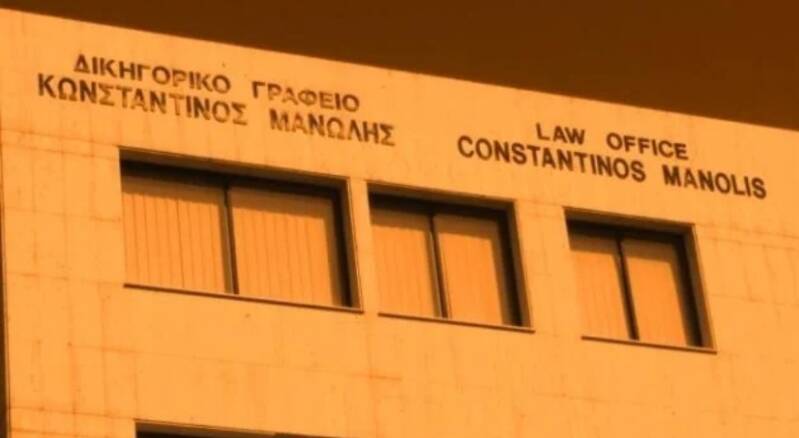 ΔΙΚΗΓΟΡΙΚΟ ΓΡΑΦΕΙΟ
ΚΩΝΣΤΑΝΤΙΝΟΣ ΜΑΝΩΛΗΣ
LAW OFFICE
CONSTANTINOS MANOLIS